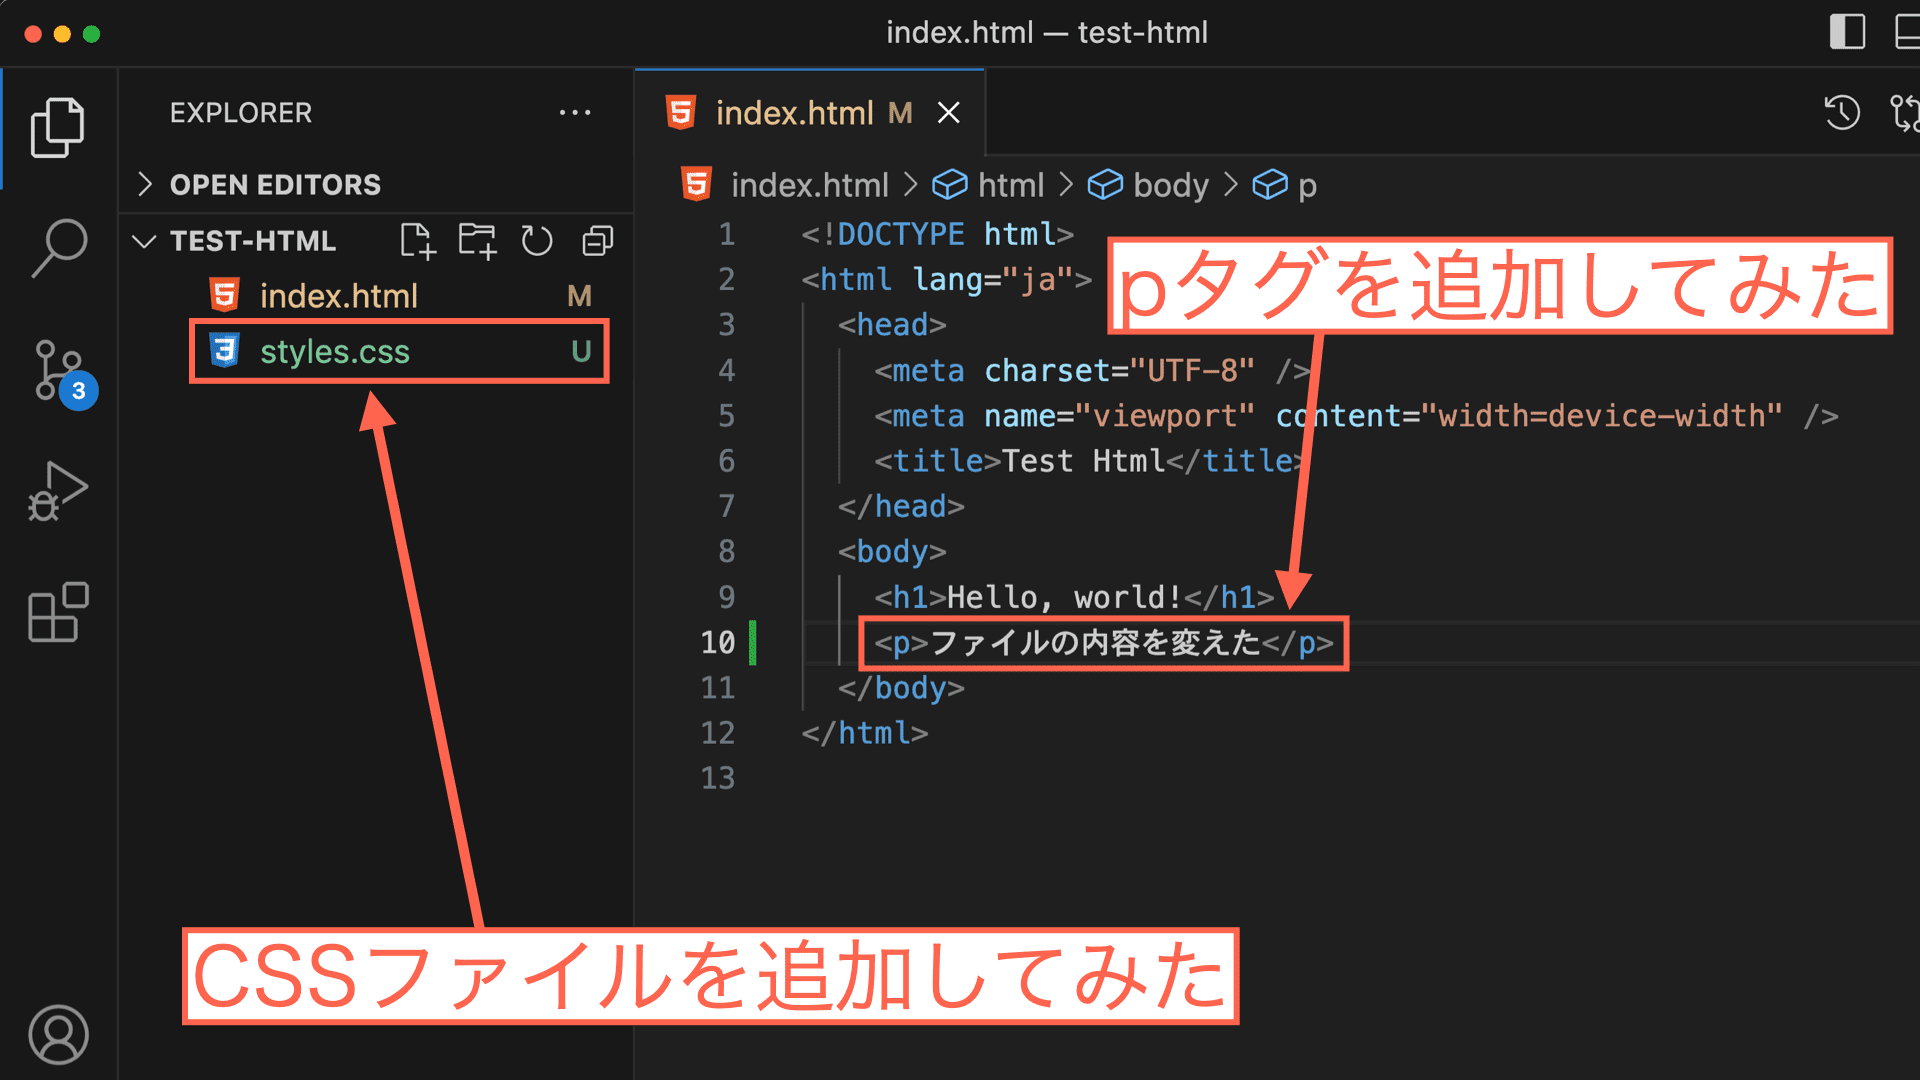 index.html — test-html
EXPLORER
OPEN EDITORS
TEST-HTML
index.html M
styles.css U
3
index.html M
index.html > html > body > p
1 <!DOCTYPE html>
2 <html lang="ja">
3 <head>
4 <meta charset="UTF-8" />
5 <meta name="viewport" content="width=device-width" />
6 <title>Test Html</title>
7 </head>
8 <body>
9 <h1>Hello, world!</h1>
10 <p>ファイルの内容を変えた</p>
11 </body>
12 </html>
13
pタグを追加してみた
CSSファイルを追加してみた